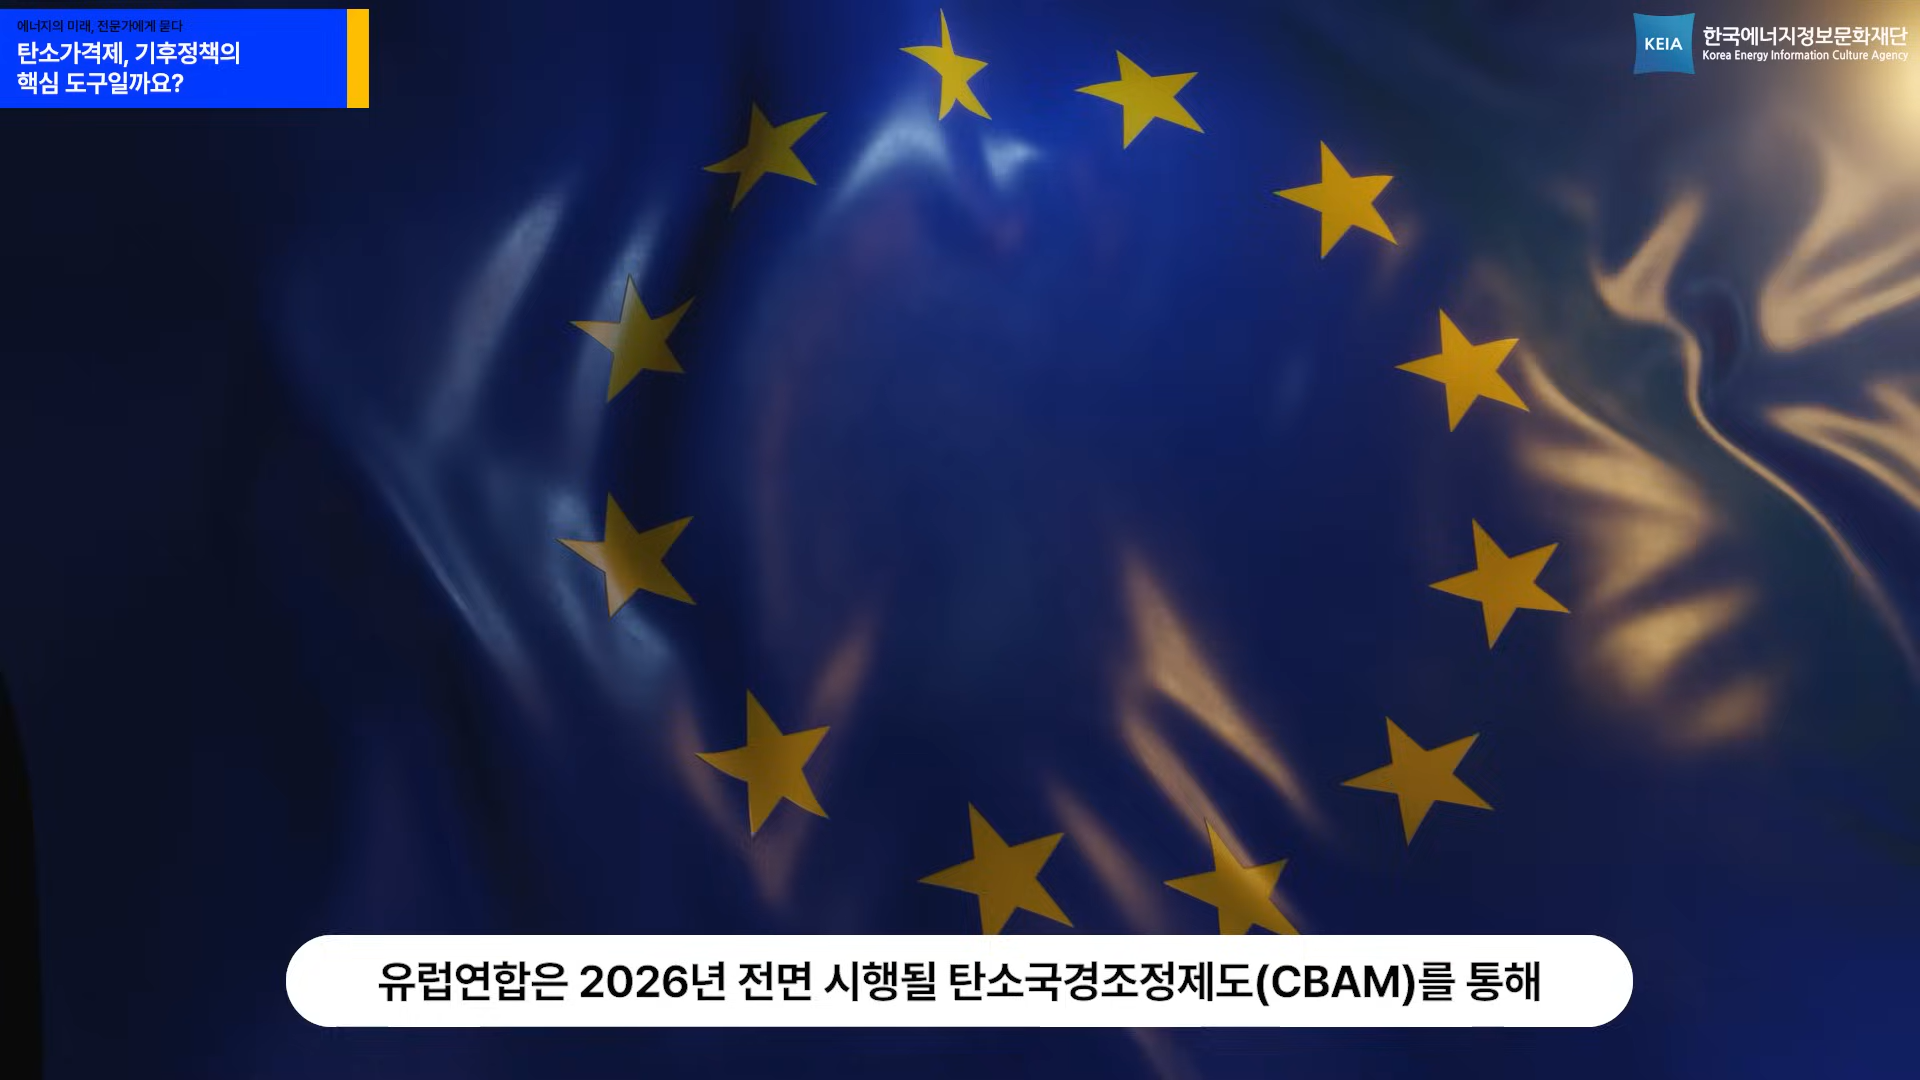 에너지의 미래, 전문가에게 묻다
탄소가격제, 기후정책의
핵심 도구일까요?
KEIA
한국에너지정보문화재단
Korea Energy Information Culture Agency
유럽연합은 2026년 전면 시행될 탄소국경조정제도(CBAM)를 통해